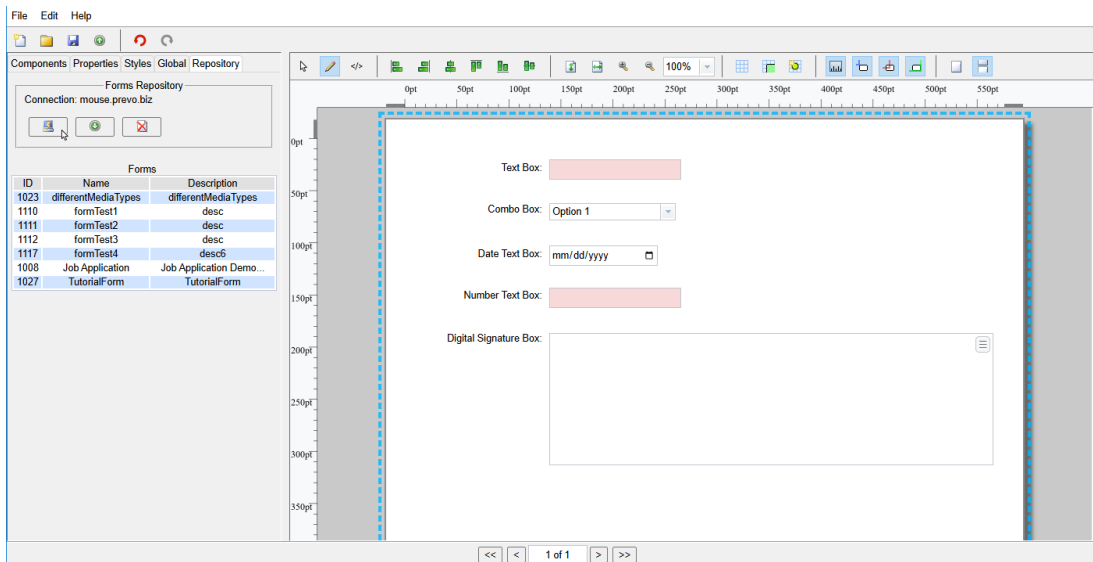 File Edit Help
Components Properties Styles Global Repository
Forms Repository
Connection: mouse.prevo.biz
Forms
ID Name Description
1023 differentMediaTypes differentMediaTypes
1110 formTest1 desc
1111 formTest2 desc
1112 formTest3 desc
1117 formTest4 desc6
1008 Job Application Job Application Demo...
1027 TutorialForm TutorialForm
</> 100%
0pt 50pt 100pt 150pt 200pt 250pt 300pt 350pt 400pt 450pt 500pt 550pt
0pt
50pt
100pt
150pt
200pt
250pt
300pt
350pt
Text Box:
Combo Box: Option 1
Date Text Box: mm/dd/yyyy
Number Text Box:
Digital Signature Box:
<< < 1 of 1 > >>